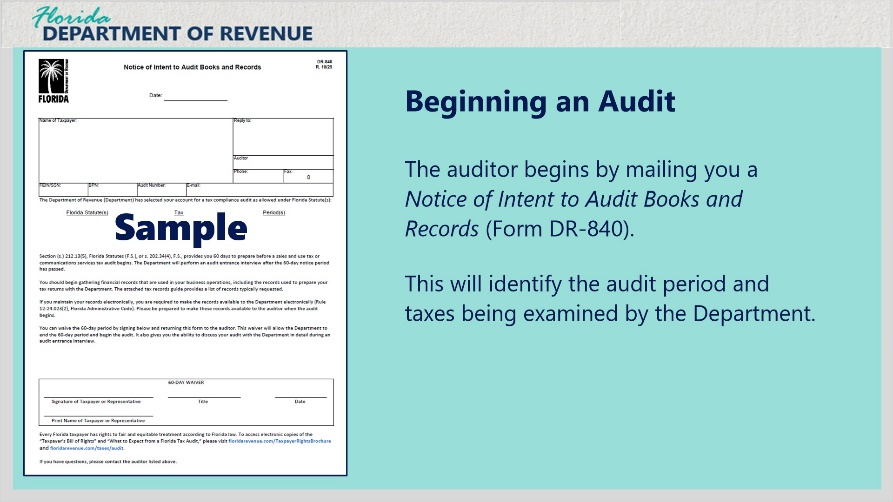 Florida
DEPARTMENT OF REVENUE
Notice of Intent to Audit Books and Records
DR-840
R. 10/25
FLORIDA
Date:
Name of Taxpayer:
Reply to:
Auditor
Phone:
Fax:
0
FEIN/SSN:
BPN:
Audit Number:
E-mail:
The Department of Revenue (Department) has selected your account for a tax compliance audit as allowed under Florida Statute(s):
Florida Statute(s)
Tax
Period(s)
Sample
Section (s.) 212.13(5), Florida Statutes (F.S.), or s. 202.34(4), F.S., provides you 60 days to prepare before a sales and use tax or
communications services tax audit begins. The Department will perform an audit entrance interview after the 60-day notice period
has passed.
You should begin gathering financial records that are used in your business operations, including the records used to prepare your
tax returns with the Department. The attached tax records guide provides a list of records typically requested.
If you maintain your records electronically, you are required to make the records available to the Department electronically (Rule
12-24.023(2), Florida Administrative Code). Please be prepared to make these records available to the auditor when the audit
begins.
You can waive the 60-day period by signing below and returning this form to the auditor. This waiver will allow the Department to
end the 60-day period and begin the audit. It also gives you the ability to discuss your audit with the Department in detail during an
audit entrance interview.
60-DAY WAIVER
Signature of Taxpayer or Representative
Title
Date
Print Name of Taxpayer or Representative
Every Florida taxpayer has rights to fair and equitable treatment according to Florida law. To access electronic copies of the
"Taxpayer's Bill of Rights" and "What to Expect from a Florida Tax Audit," please visit floridarevenue.com/TaxpayerRightsBrochure
and floridarevenue.com/taxes/audit.
If you have questions, please contact the auditor listed above.
Beginning an Audit
The auditor begins by mailing you a
Notice of Intent to Audit Books and
Records (Form DR-840).
This will identify the audit period and
taxes being examined by the Department.